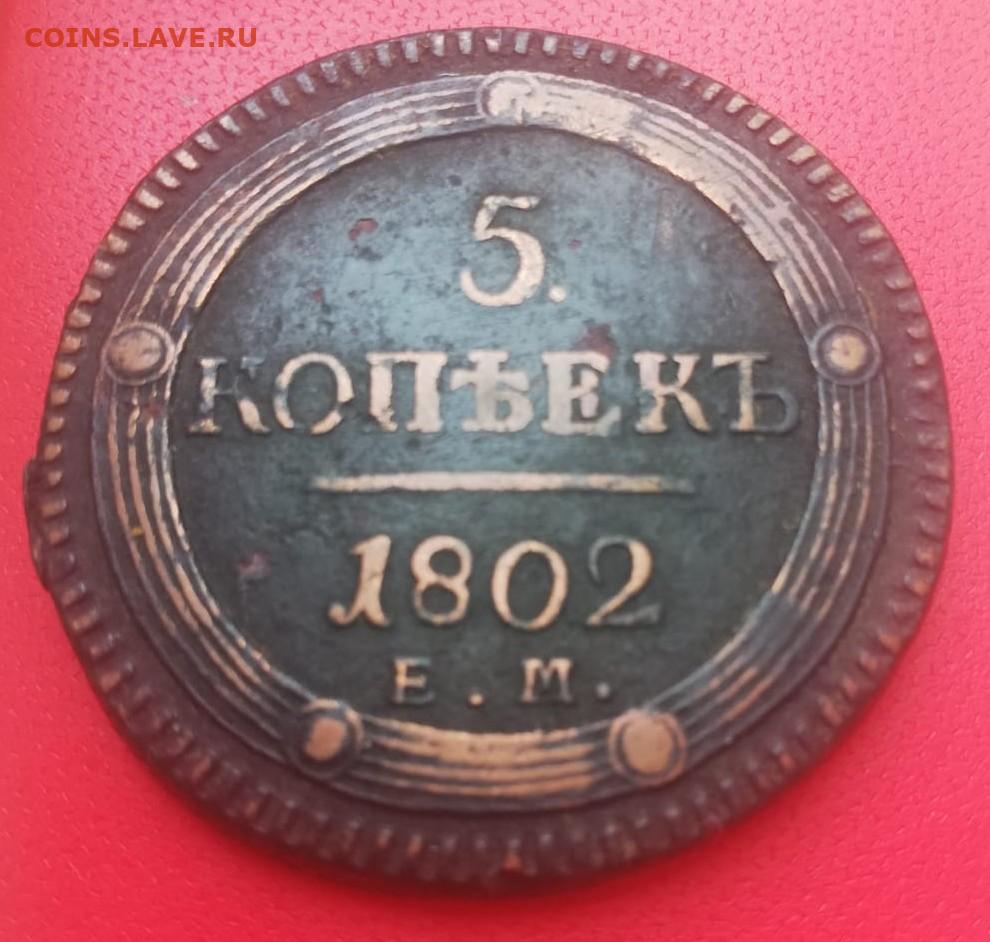 COINS.LAVE.RU
5.
КОПѢЕКЪ
1802
Е. М.